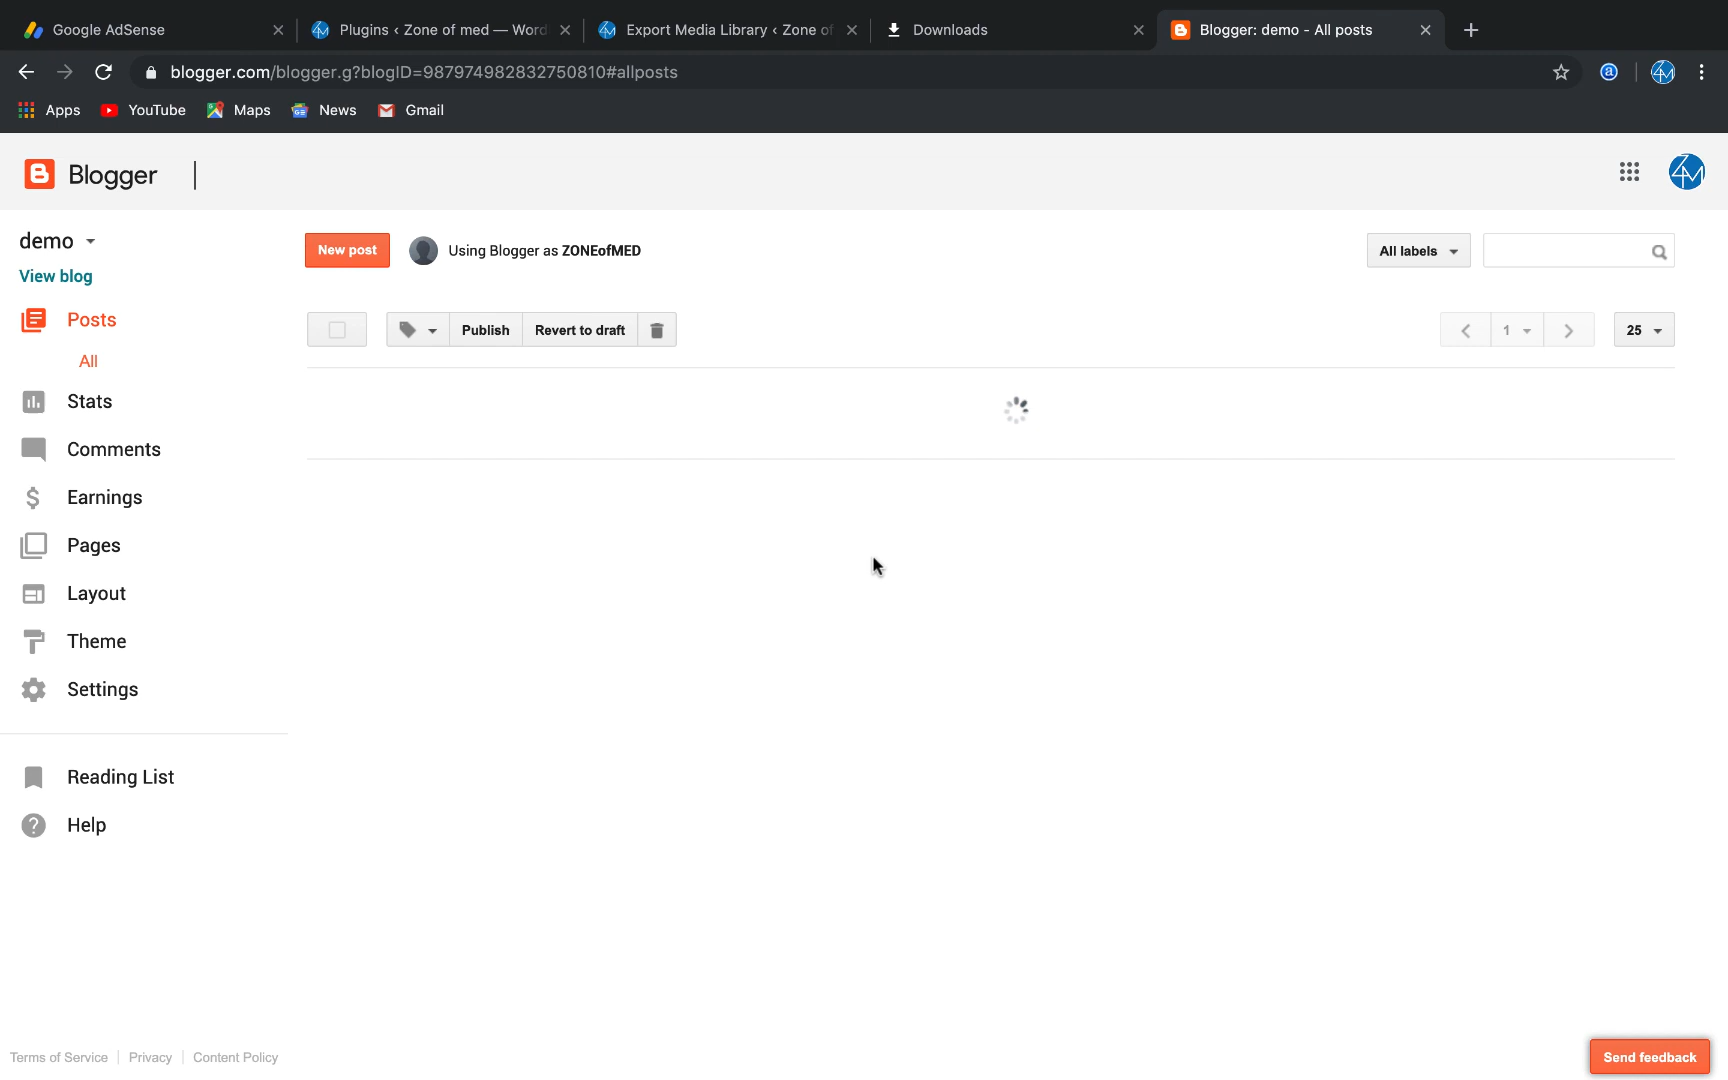 Google AdSense
Plugins ‹ Zone of med — Word
Export Media Library ‹ Zone of
Downloads
Blogger: demo - All posts
blogger.com/blogger.g?blogID=987974982832750810#allposts
Apps
YouTube
Maps
News
Gmail
Blogger
demo
View blog
New post
Using Blogger as ZONEofMED
All labels
Posts
All
Publish
Revert to draft
1
25
Stats
Comments
Earnings
Pages
Layout
Theme
Settings
Reading List
Help
Terms of Service
Privacy
Content Policy
Send feedback